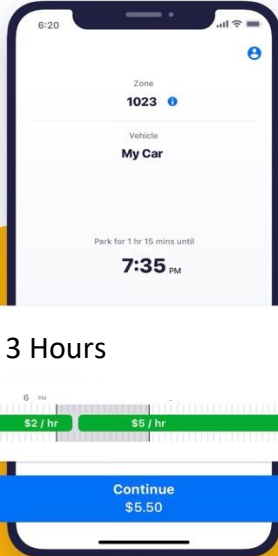 6:20
Zone
1023
Vehicle
My Car
Park for 1 hr 15 mins until
7:35 PM
3 Hours
6 PM
$2 / hr $5 / hr
Continue
$5.50